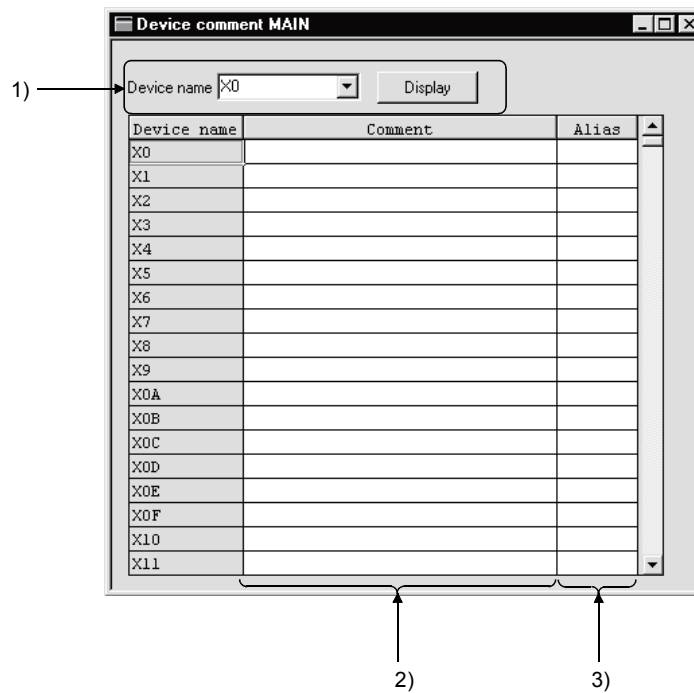 Device comment MAIN
1)
Device name X0 Display
Device name Comment Alias
X0
X1
X2
X3
X4
X5
X6
X7
X8
X9
X0A
X0B
X0C
X0D
X0E
X0F
X10
X11
2) 3)